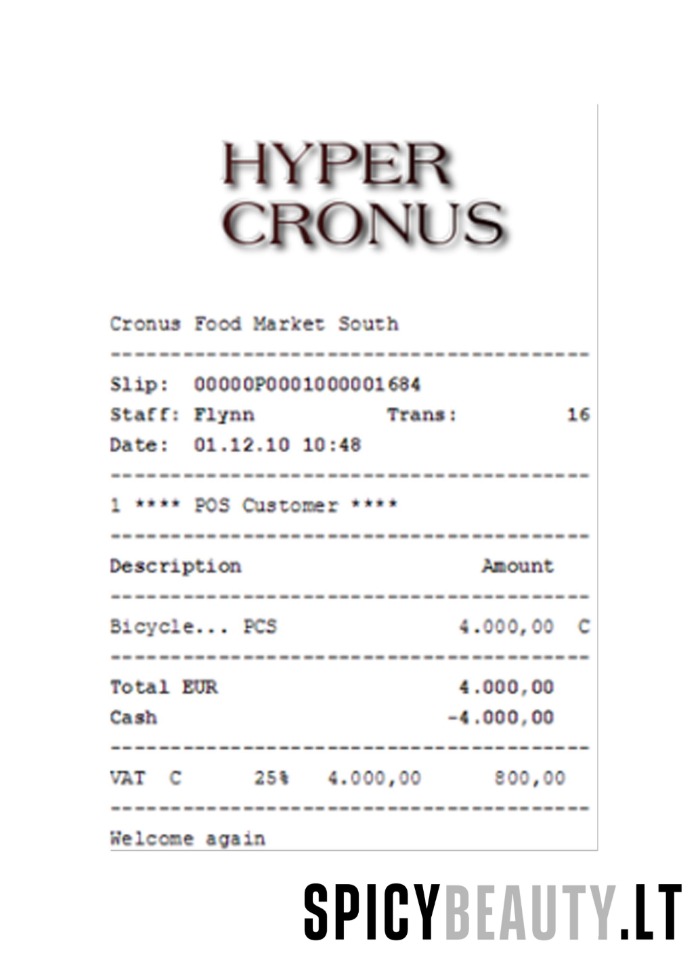 HYPER
CRONUS
Cronus Food Market South
----------------------------------------
Slip: 00000P0001000001684
Staff: Flynn Trans: 16
Date: 01.12.10 10:48
----------------------------------------
1 **** POS Customer ****
----------------------------------------
Description Amount
----------------------------------------
Bicycle... PCS 4.000,00 C
----------------------------------------
Total EUR 4.000,00
Cash -4.000,00
----------------------------------------
VAT C 25% 4.000,00 800,00
----------------------------------------
Welcome again
SPICYBEAUTY.LT